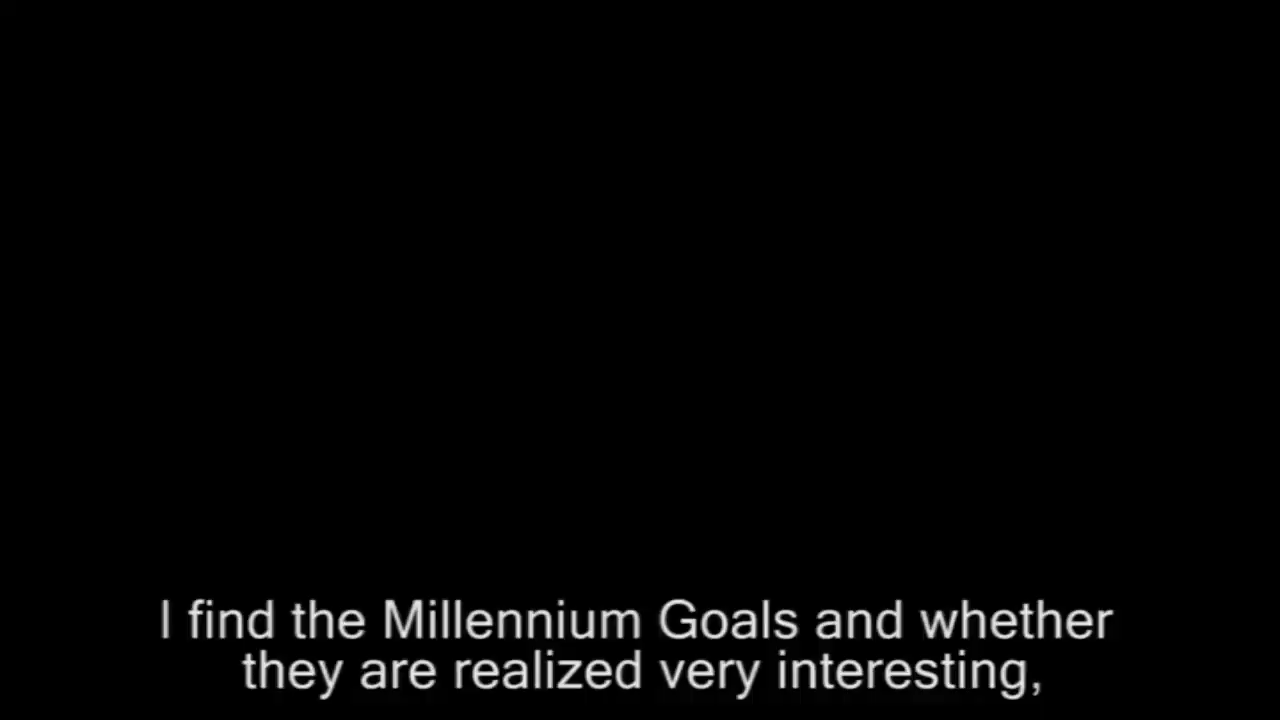 I find the Millennium Goals and whether
they are realized very interesting,